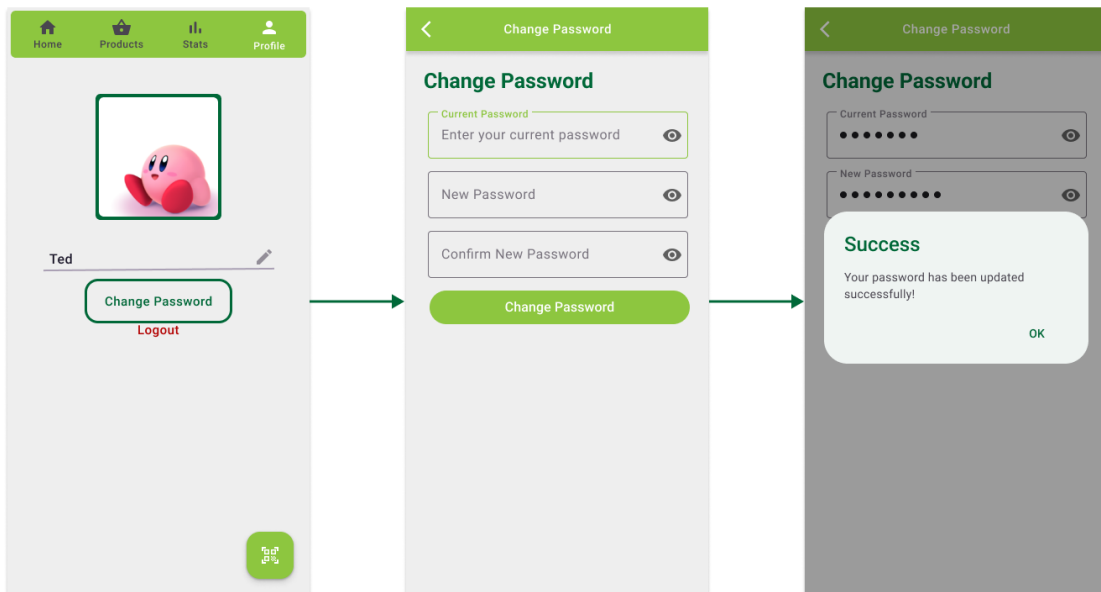 Home
Products
Stats
Profile
Ted
Change Password
Logout
Change Password
Change Password
Current Password
Enter your current password
New Password
Confirm New Password
Change Password
Change Password
Change Password
Current Password
New Password
Success
Your password has been updated
successfully!
OK